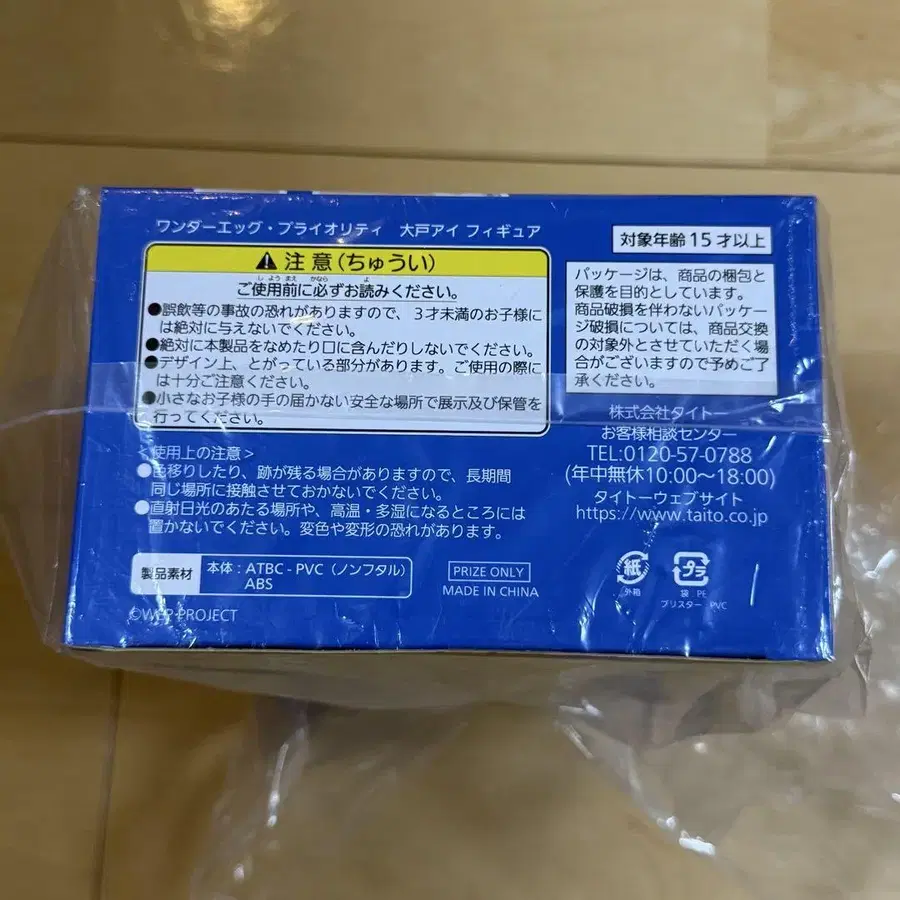 ワンダーエッグ・プライオリティ 大戸アイ フィギュア
対象年齢15才以上
⚠注意(ちゅうい)
しようまえ かなら よ
ご使用前に必ずお読みください。
●誤飲等の事故の恐れがありますので、3才未満のお子様に
は絶対に与えないでください。
●絶対に本製品をなめたり口に含んだりしないでください。
●デザイン上、とがっている部分があります。ご使用の際に
は十分ご注意ください。
●小さなお子様の手の届かない安全な場所で展示及び保管を
行ってください。
パッケージは、商品の梱包と
保護を目的としています。
商品破損を伴わないパッケー
ジ破損については、商品交換
の対象外とさせていただく場
合がございますので予めご了
承ください。
株式会社タイトー
お客様相談センター
TEL:0120-57-0788
(年中無休10:00〜18:00)
タイトーウェブサイト
https://www.taito.co.jp
<使用上の注意>
●色移りしたり、跡が残る場合がありますので、長期間
同じ場所に接触させておかないでください。
●直射日光のあたる場所や、高温・多湿になるところには
置かないでください。変色や変形の恐れがあります。
製品素材
本体:ATBC-PVC(ノンフタル)
ABS
PRIZE ONLY
MADE IN CHINA
紙
外箱
プラ
袋 PE
ブリスター PVC
©WEP-PROJECT